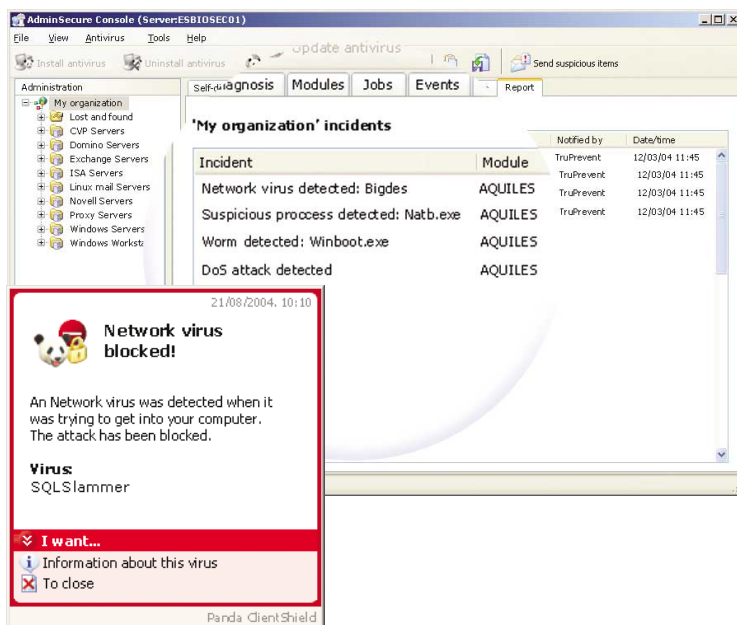 AdminSecure Console (Server:ESBIOSEC01)
File View Antivirus Tools Help
Install antivirus Uninstall antivirus Update antivirus Send suspicious items
Administration
My organization
Lost and found
CVP Servers
Domino Servers
Exchange Servers
ISA Servers
Linux mail Servers
Novell Servers
Proxy Servers
Windows Servers
Windows Worksta
Self-diagnosis Modules Jobs Events Report
'My organization' incidents
Incident Module Notified by Date/time
Network virus detected: Bigdes AQUILES TruPrevent 12/03/04 11:45
Suspicious proccess detected: Natb.exe AQUILES TruPrevent 12/03/04 11:45
Worm detected: Winboot.exe AQUILES TruPrevent 12/03/04 11:45
DoS attack detected AQUILES TruPrevent 12/03/04 11:45
21/08/2004. 10:10
Network virus
blocked!
An Network virus was detected when it
was trying to get into your computer.
The attack has been blocked.
Virus:
SQLSlammer
I want...
Information about this virus
To close
Panda ClientShield